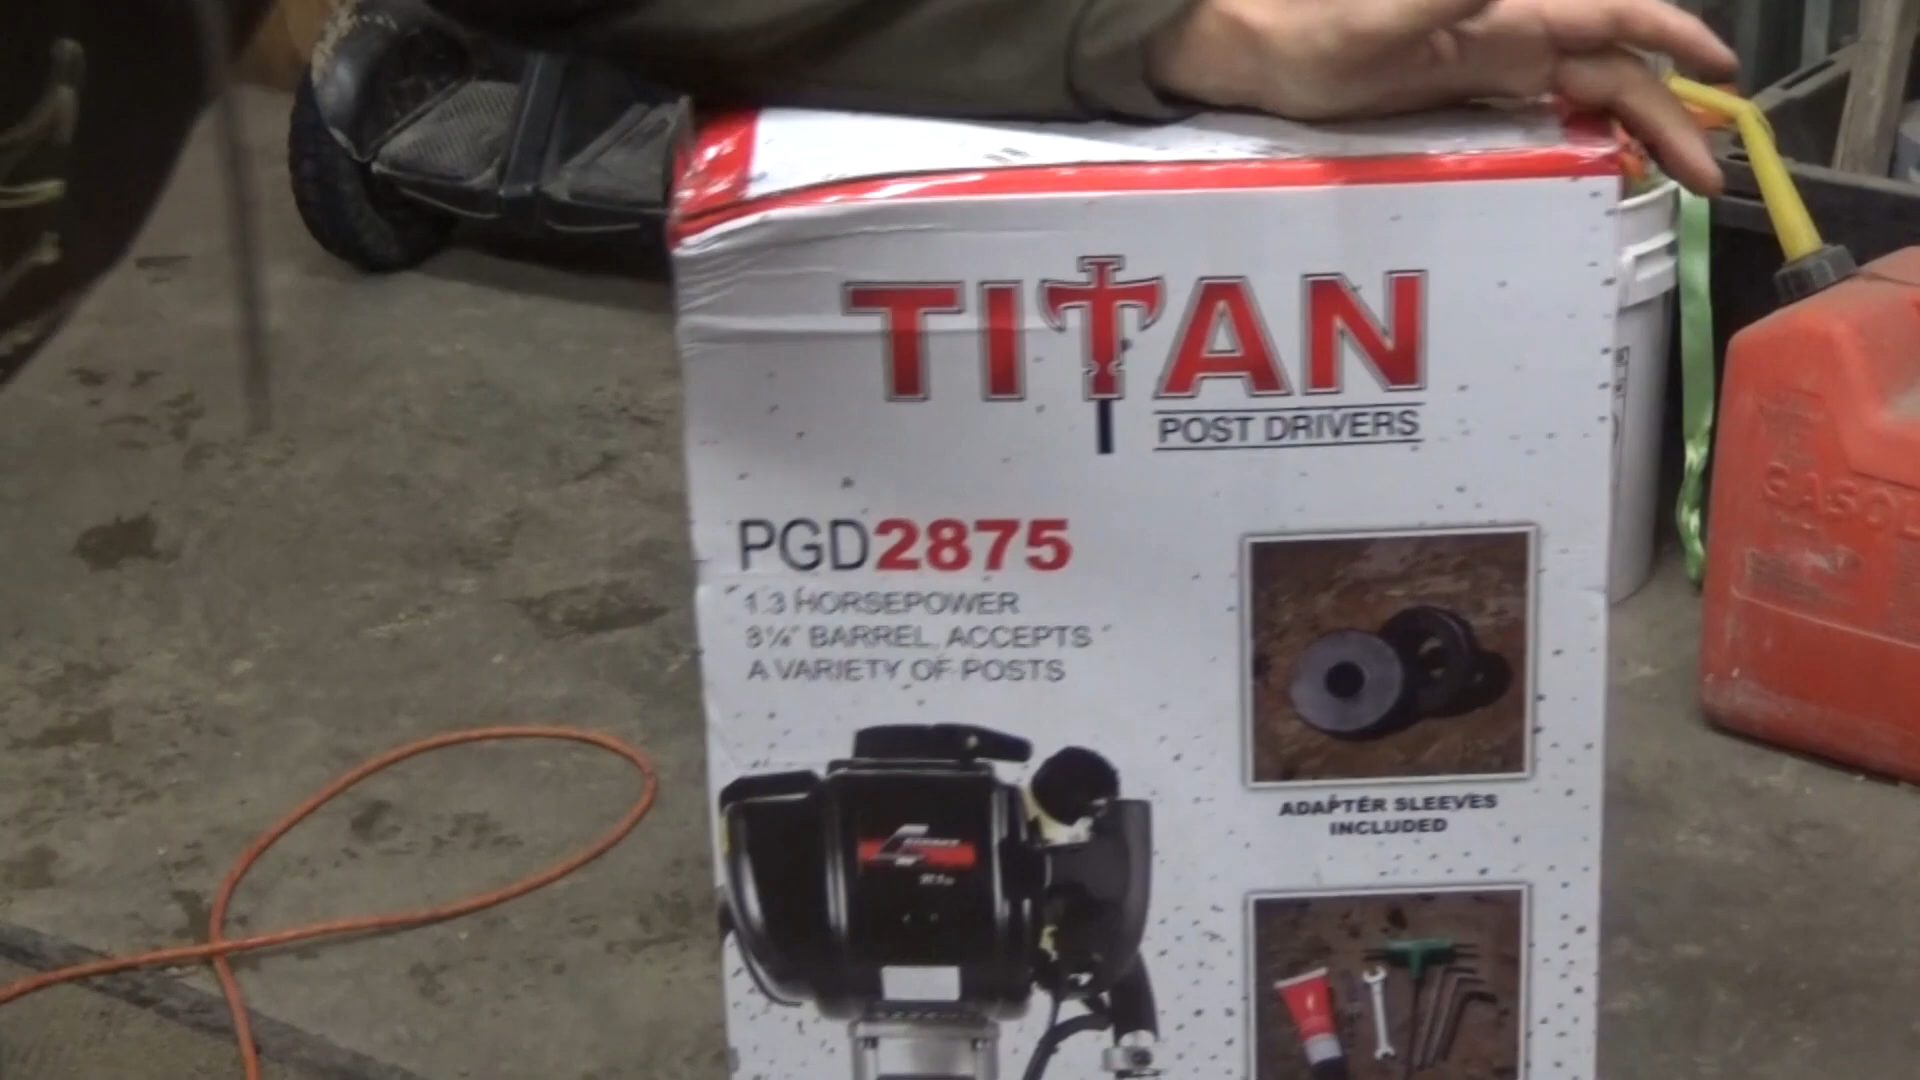 TITAN
POST DRIVERS
PGD2875
1.3 HORSEPOWER
3¼" BARREL ACCEPTS
A VARIETY OF POSTS
ADAPTER SLEEVES
INCLUDED